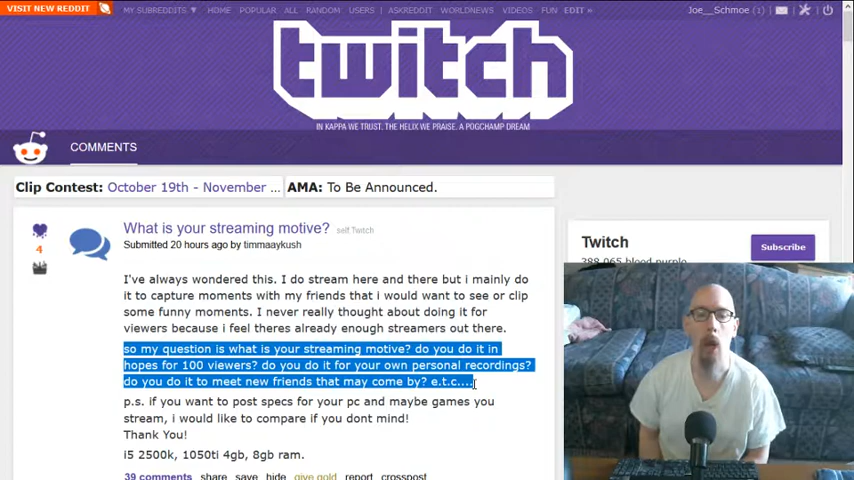 VISIT NEW REDDIT
MY SUBREDDITS ▼ HOME POPULAR ALL RANDOM USERS | ASKREDDIT WORLDNEWS VIDEOS FUN EDIT »
Joe__Schmoe (1) |
twitch
IN KAPPA WE TRUST. THE HELIX WE PRAISE. A POGCHAMP DREAM
COMMENTS
Clip Contest: October 19th - November ...
AMA: To Be Announced.
What is your streaming motive? self Twitch
4
Submitted 20 hours ago by timmaaykush
I've always wondered this. I do stream here and there but i mainly do
it to capture moments with my friends that i would want to see or clip
some funny moments. I never really thought about doing it for
viewers because i feel theres already enough streamers out there.
so my question is what is your streaming motive? do you do it in
hopes for 100 viewers? do you do it for your own personal recordings?
do you do it to meet new friends that may come by? e.t.c....
p.s. if you want to post specs for your pc and maybe games you
stream, i would like to compare if you dont mind!
Thank You!
i5 2500k, 1050ti 4gb, 8gb ram.
39 comments share save hide give gold report crosspost
Twitch
Subscribe
388,065 blood purple